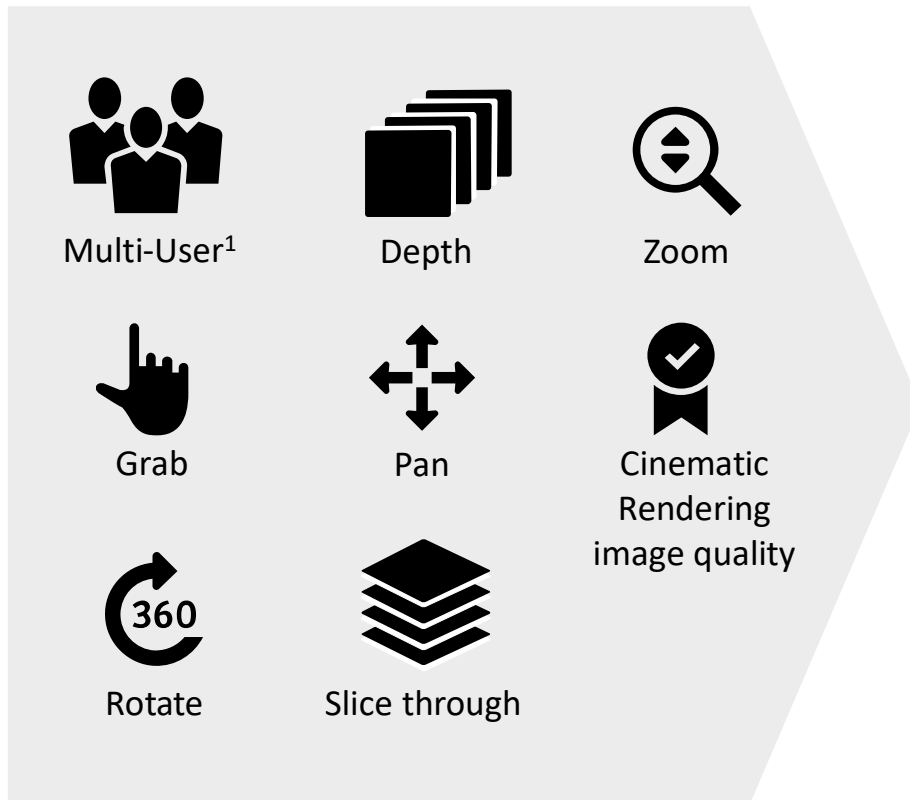 Multi-User¹
Depth
Zoom
Grab
Pan
Cinematic
Rendering
image quality
360
Rotate
Slice through